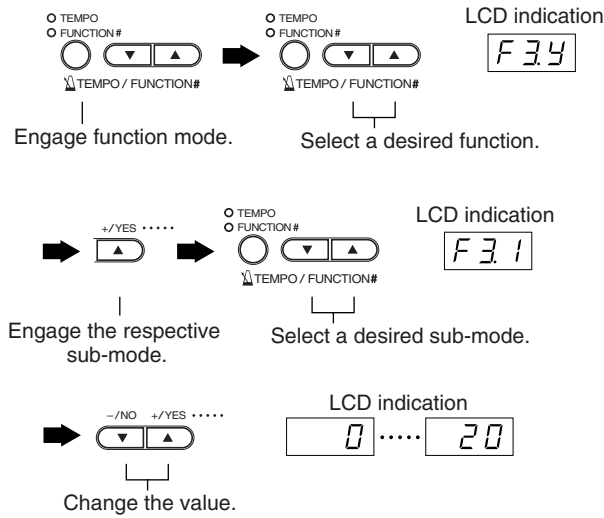 TEMPO
FUNCTION#
TEMPO / FUNCTION#
Engage function mode.
TEMPO
FUNCTION#
TEMPO / FUNCTION#
Select a desired function.
LCD indication
F 3.y
+/YES
Engage the respective
sub-mode.
TEMPO
FUNCTION#
TEMPO / FUNCTION#
Select a desired sub-mode.
LCD indication
F 3.1
–/NO +/YES
Change the value.
LCD indication
0 ····· 20